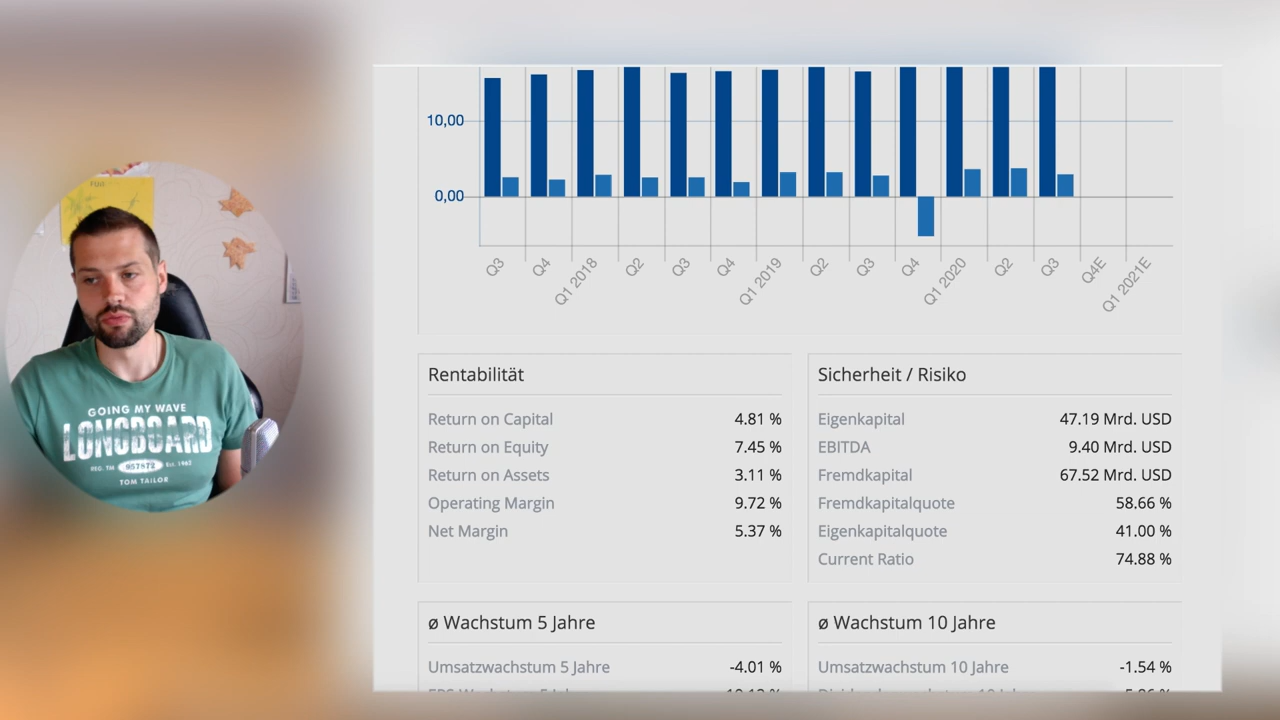 10,00
0,00
Q3
Q4
Q1 2018
Q2
Q3
Q4
Q1 2019
Q2
Q3
Q4
Q1 2020
Q2
Q3
Q4E
Q1 2021E
GOING MY WAVE
LONGBOARD
REG. TM 957872 Est. 1962
TOM TAILOR
Rentabilität
Return on Capital 4.81 %
Return on Equity 7.45 %
Return on Assets 3.11 %
Operating Margin 9.72 %
Net Margin 5.37 %
Sicherheit / Risiko
Eigenkapital 47.19 Mrd. USD
EBITDA 9.40 Mrd. USD
Fremdkapital 67.52 Mrd. USD
Fremdkapitalquote 58.66 %
Eigenkapitalquote 41.00 %
Current Ratio 74.88 %
ø Wachstum 5 Jahre
Umsatzwachstum 5 Jahre -4.01 %
ø Wachstum 10 Jahre
Umsatzwachstum 10 Jahre -1.54 %